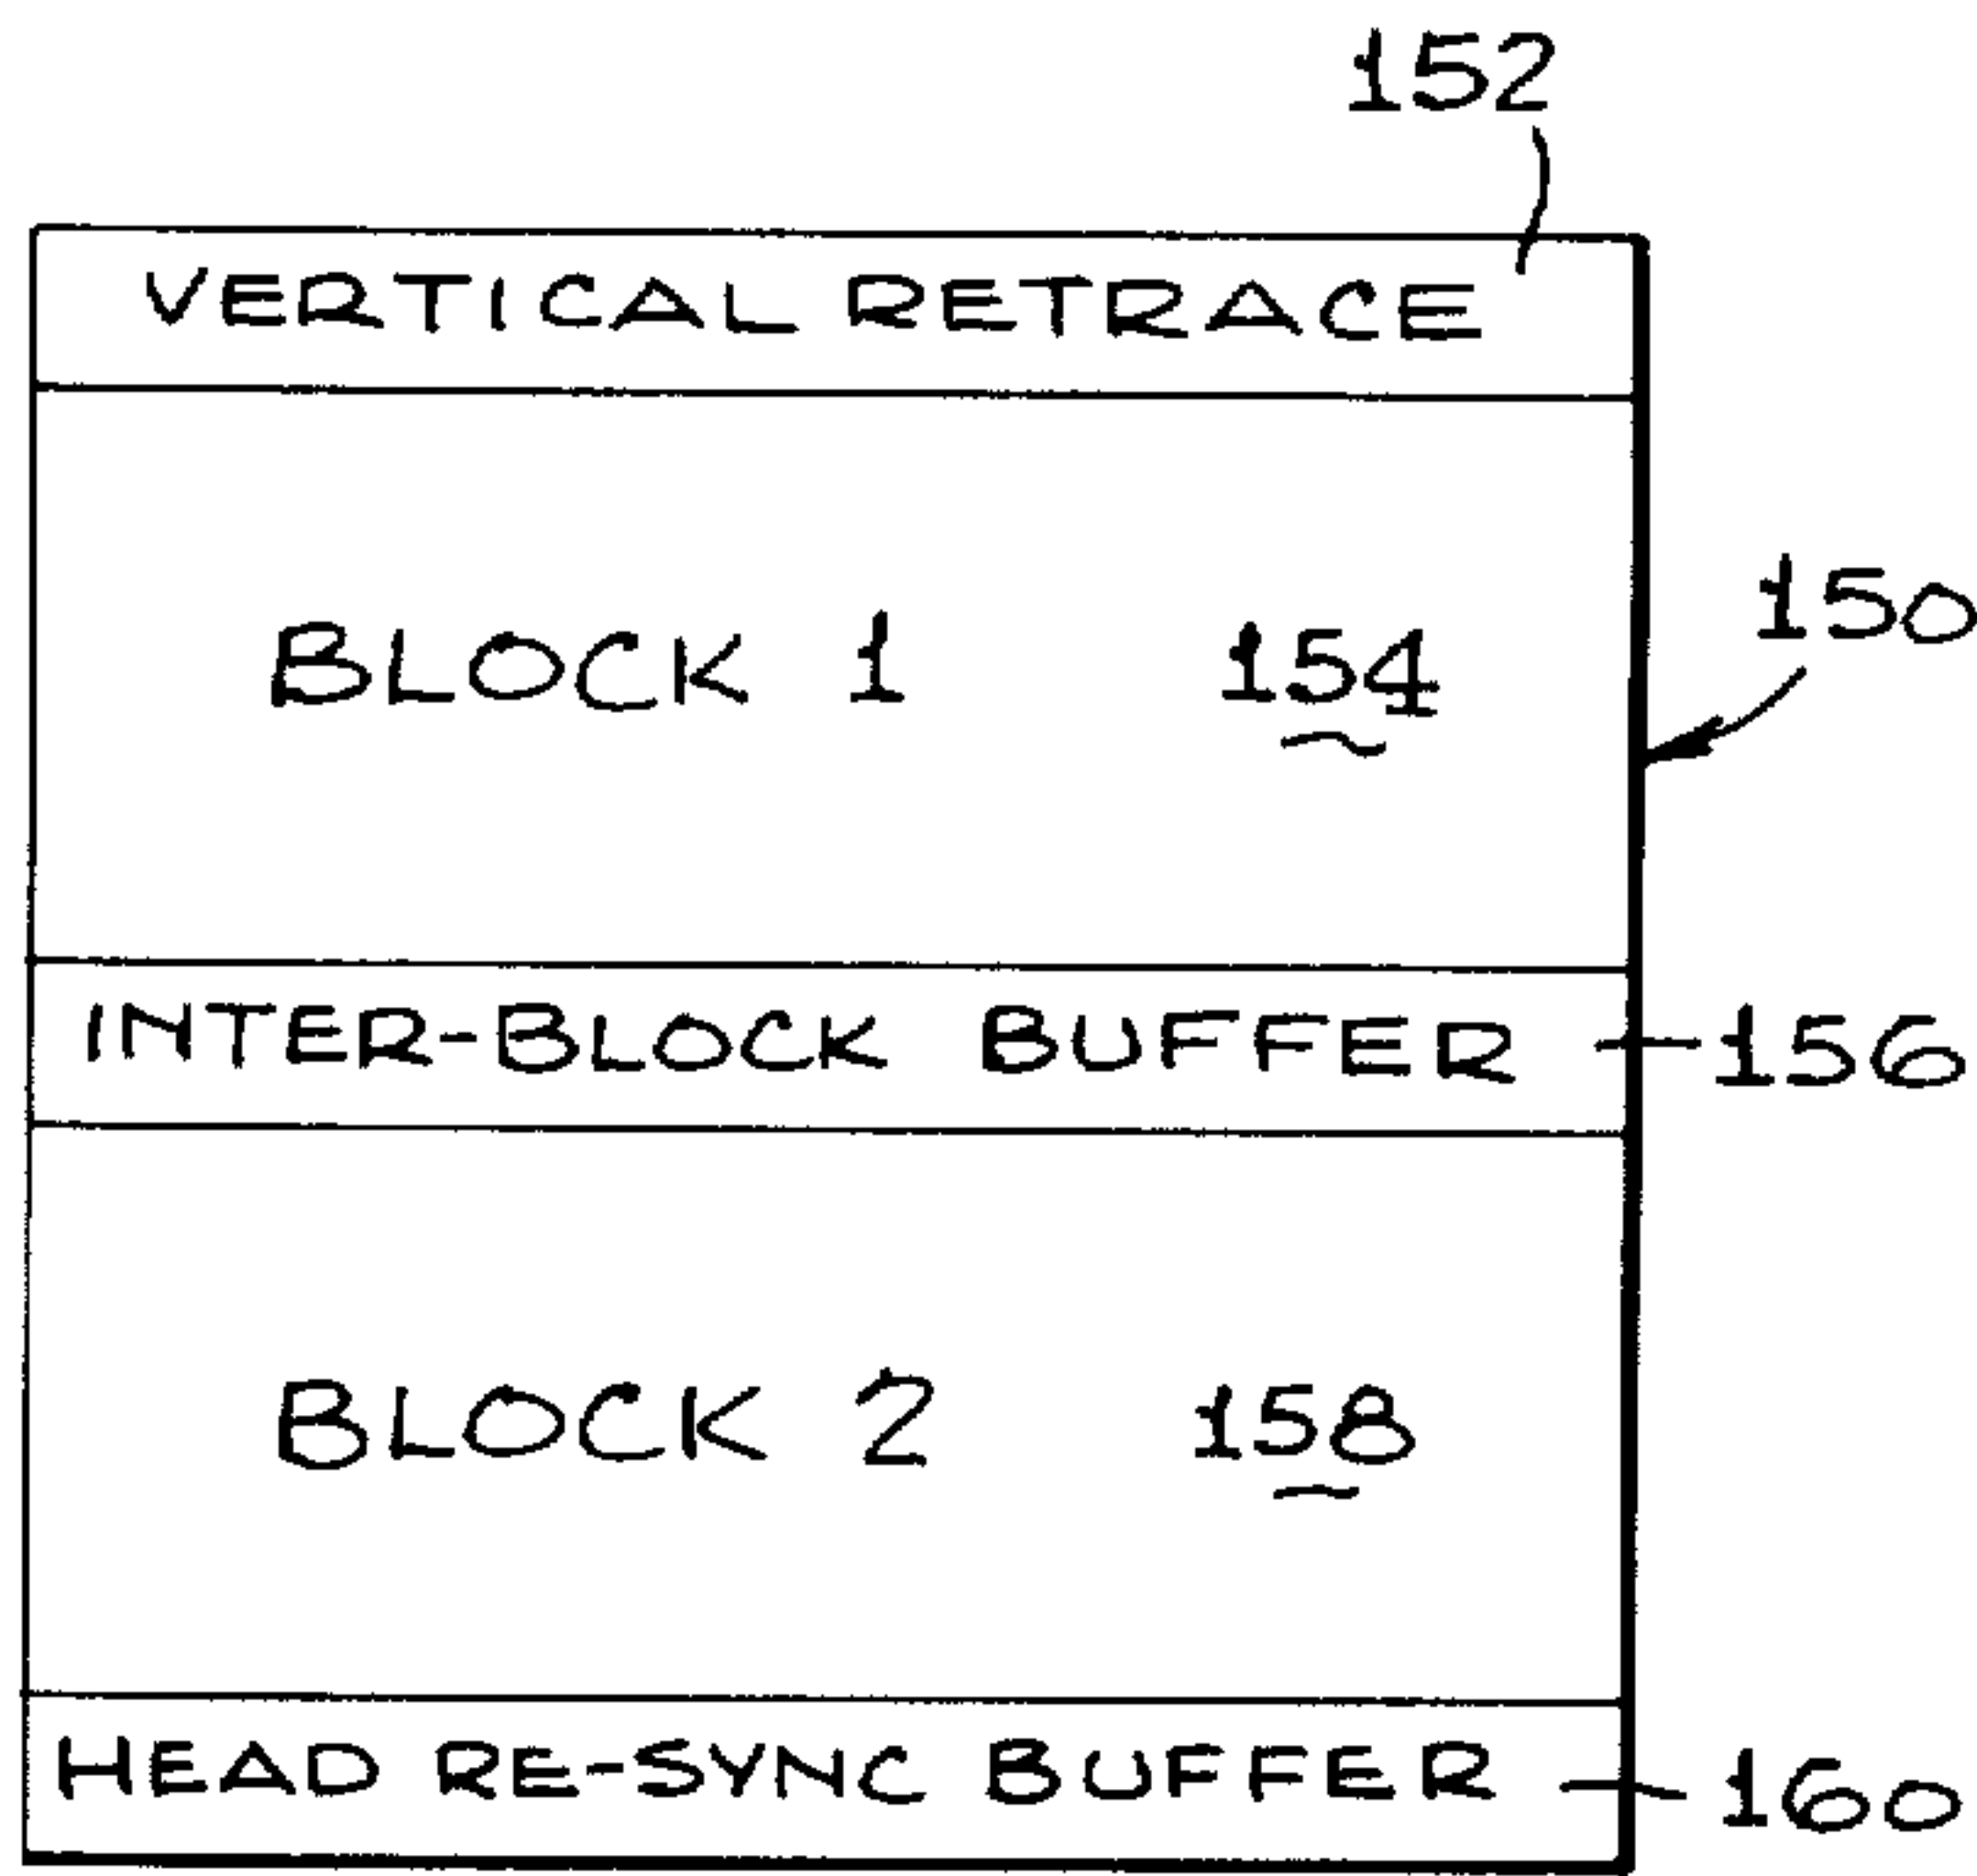 152
VERTICAL RETRACE
150
BLOCK 1 154
INTER-BLOCK BUFFER 156
BLOCK 2 158
HEAD RE-SYNC BUFFER 160